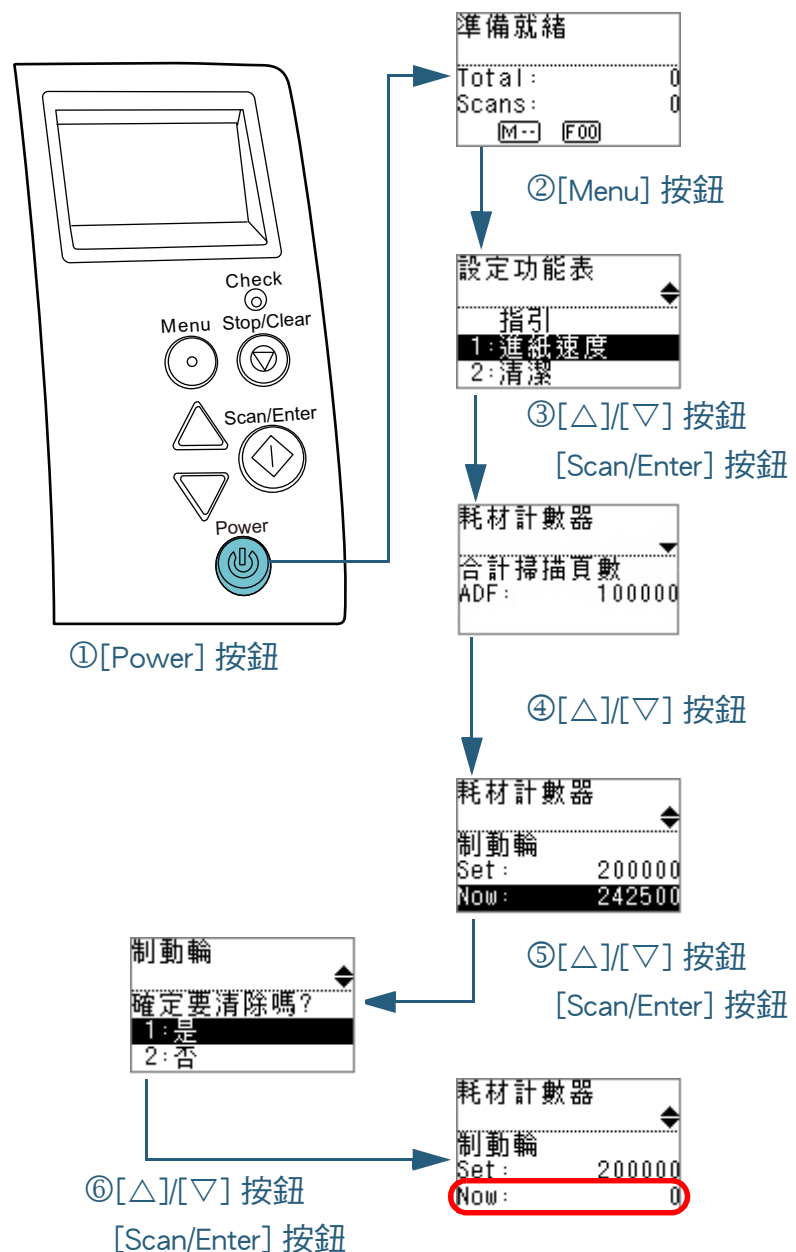 準備就緒
Total: 0
Scans: 0
M-- F00
②[Menu] 按鈕
設定功能表
指引
1:進紙速度
2:清潔
③[△]/[▽] 按鈕
[Scan/Enter] 按鈕
耗材計數器
合計掃描頁數
ADF: 100000
Check
Menu Stop/Clear
Scan/Enter
Power
①[Power] 按鈕
④[△]/[▽] 按鈕
耗材計數器
制動輪
Set: 200000
Now: 242500
⑤[△]/[▽] 按鈕
[Scan/Enter] 按鈕
制動輪
確定要清除嗎?
1:是
2:否
⑥[△]/[▽] 按鈕
[Scan/Enter] 按鈕
耗材計數器
制動輪
Set: 200000
Now: 0